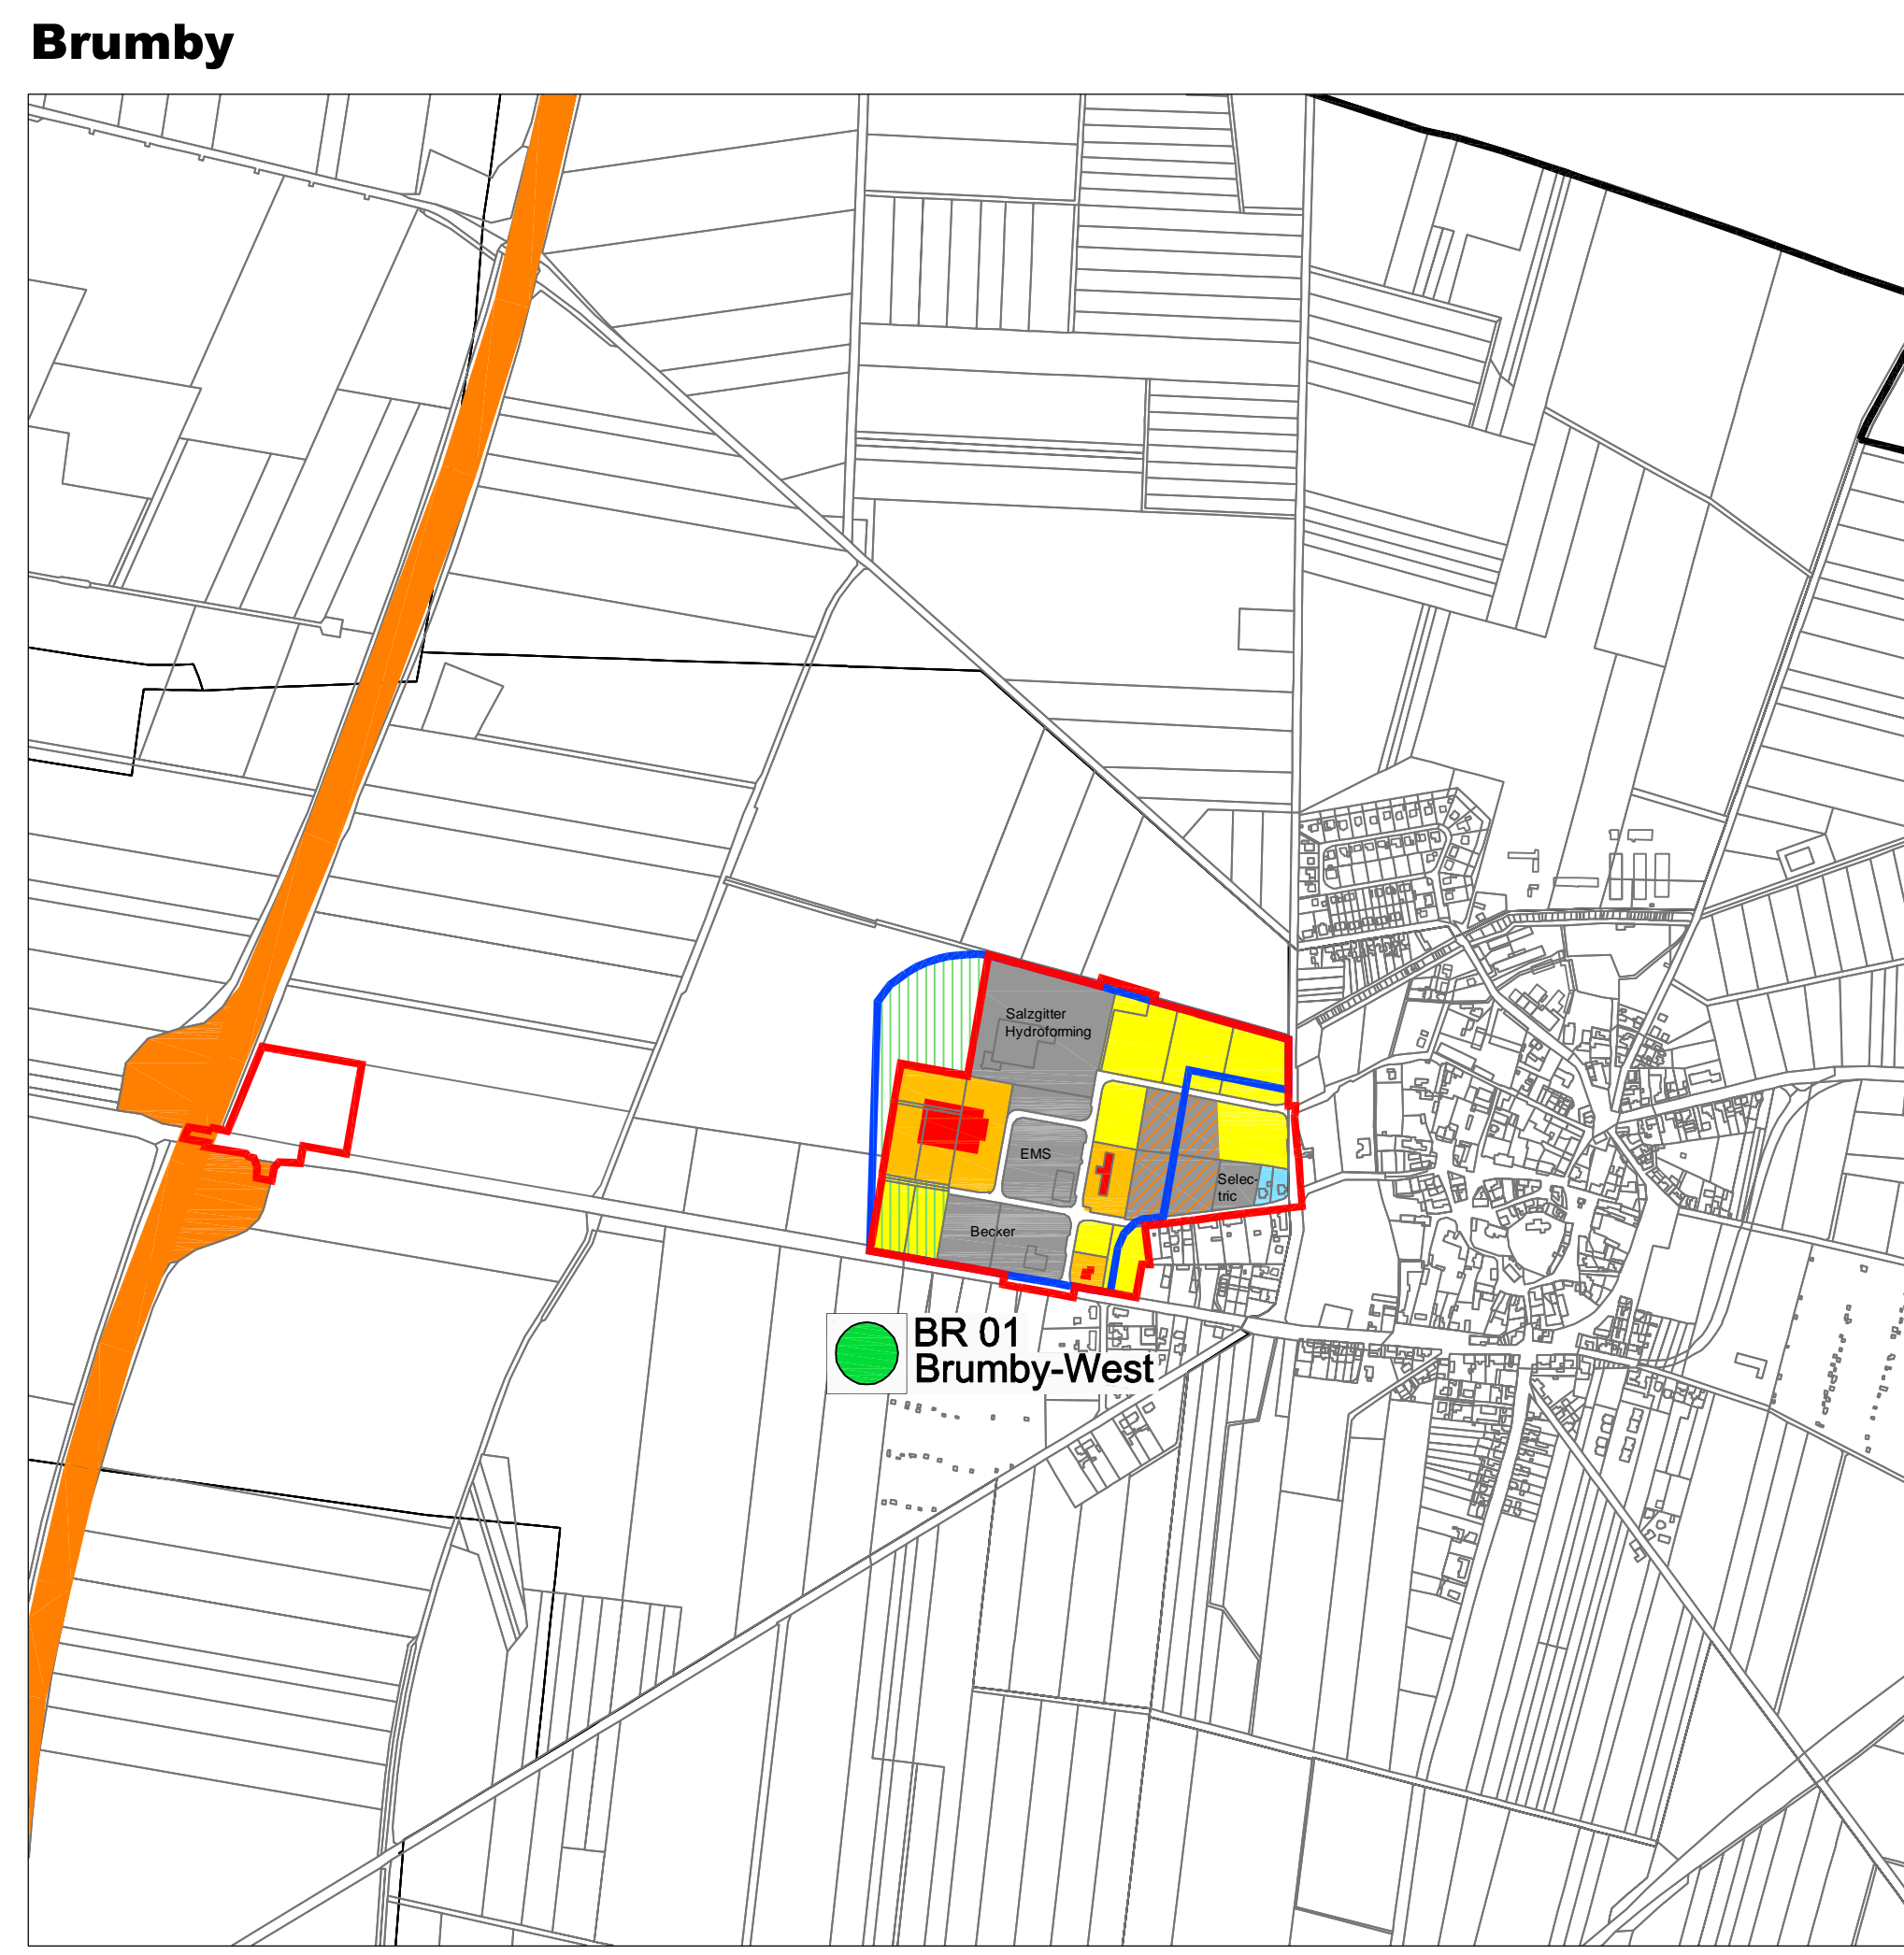 Brumby
Salzgitter
Hydroforming
EMS
Selec-
tric
Becker
BR 01
Brumby-West